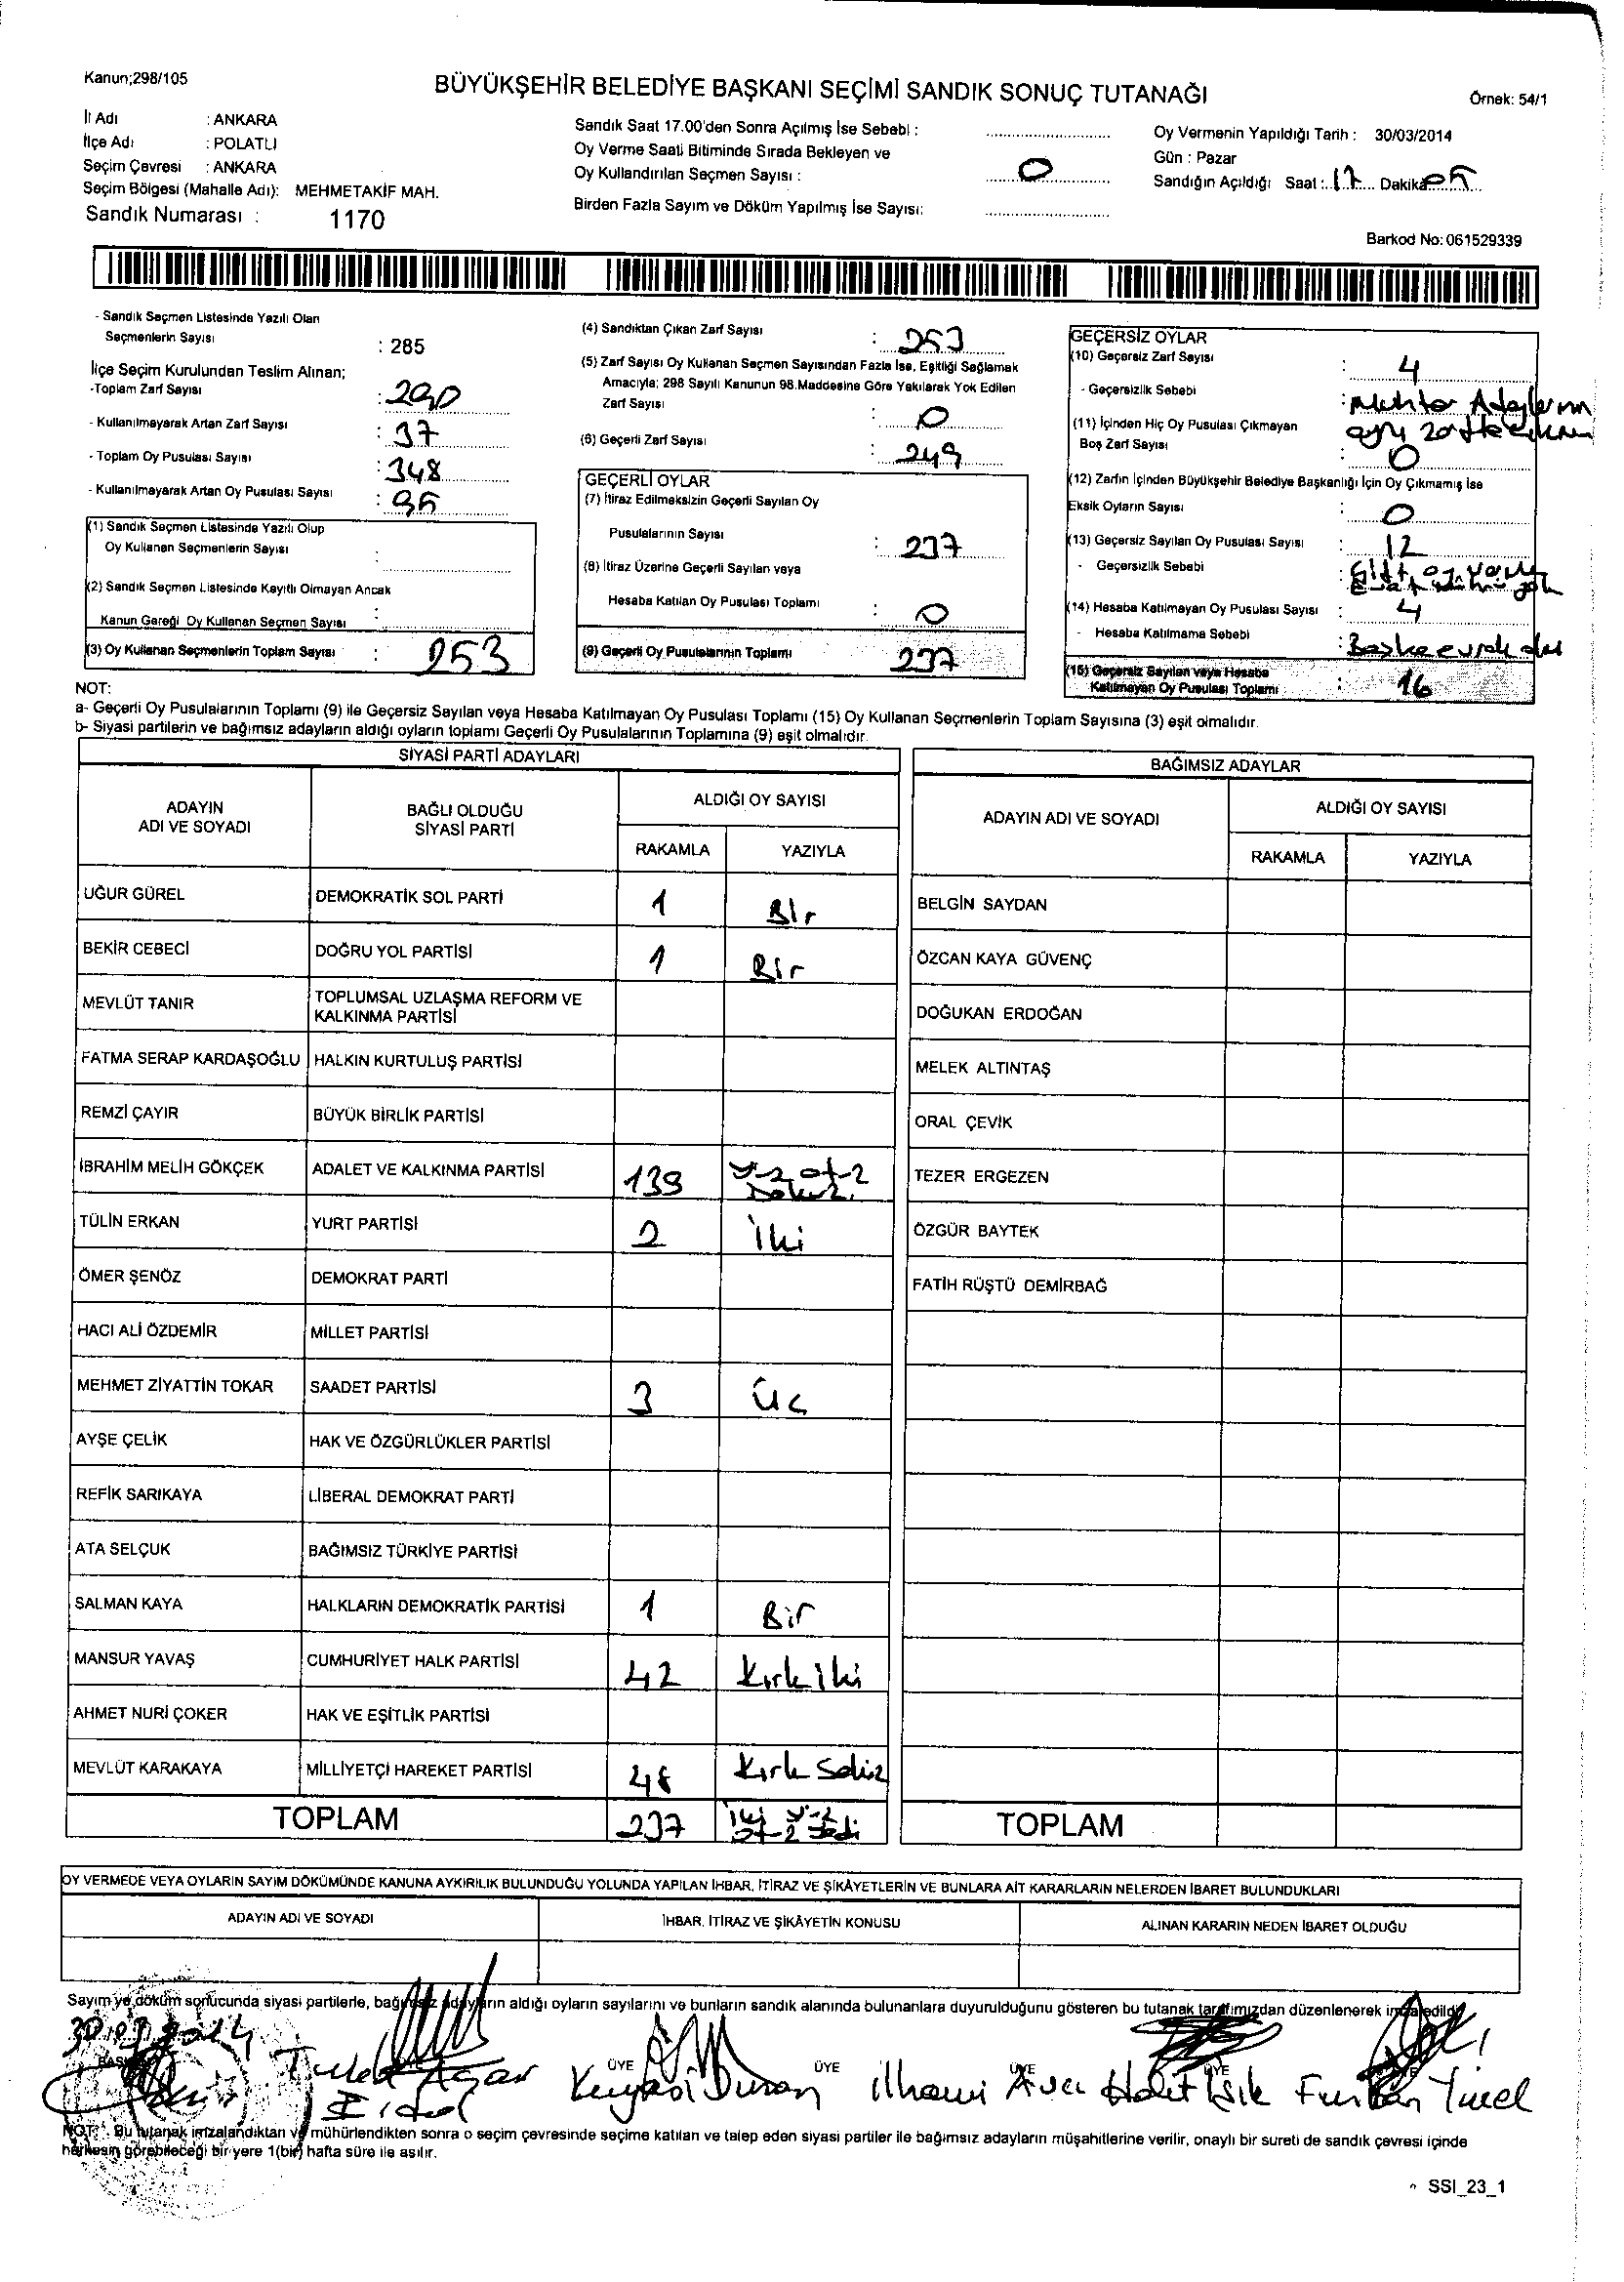 Kanun;298/105
BÜYÜKŞEHİR BELEDİYE BAŞKANI SEÇİMİ SANDIK SONUÇ TUTANAĞI
Örnek: 54/1
İl Adı : ANKARA
İlçe Adı : POLATLI
Seçim Çevresi : ANKARA
Seçim Bölgesi (Mahalle Adı): MEHMETAKİF MAH.
Sandık Numarası : 1170
Sandık Saat 17.00'den Sonra Açılmış İse Sebebi :
Oy Verme Saati Bitiminde Sırada Bekleyen ve
Oy Kullandırılan Seçmen Sayısı : 0
Birden Fazla Sayım ve Döküm Yapılmış İse Sayısı:
Oy Vermenin Yapıldığı Tarih : 30/03/2014
Gün : Pazar
Sandığın Açıldığı Saat : 17 Dakika 05
Barkod No: 061529339
- Sandık Seçmen Listesinde Yazılı Olan
Seçmenlerin Sayısı : 285
İlçe Seçim Kurulundan Teslim Alınan;
-Toplam Zarf Sayısı : 290
- Kullanılmayarak Artan Zarf Sayısı : 37
- Toplam Oy Pusulası Sayısı : 348
- Kullanılmayarak Artan Oy Pusulası Sayısı : 95
(1) Sandık Seçmen Listesinde Yazılı Olup
Oy Kullanan Seçmenlerin Sayısı :
(2) Sandık Seçmen Listesinde Kayıtlı Olmayan Ancak
Kanun Gereği Oy Kullanan Seçmen Sayısı :
(3) Oy Kullanan Seçmenlerin Toplam Sayısı : 253
(4) Sandıktan Çıkan Zarf Sayısı : 253
(5) Zarf Sayısı Oy Kullanan Seçmen Sayısından Fazla İse, Eşitliği Sağlamak
Amacıyla; 298 Sayılı Kanunun 98.Maddesine Göre Yakılarak Yok Edilen
Zarf Sayısı : 0
(6) Geçerli Zarf Sayısı : 249
GEÇERLİ OYLAR
(7) İtiraz Edilmeksizin Geçerli Sayılan Oy
Pusulalarının Sayısı : 237
(8) İtiraz Üzerine Geçerli Sayılan veya
Hesaba Katılan Oy Pusulası Toplamı : 0
(9) Geçerli Oy Pusulalarının Toplamı 237
GEÇERSİZ OYLAR
(10) Geçersiz Zarf Sayısı : 4
- Geçersizlik Sebebi : Muhtar
(11) İçinden Hiç Oy Pusulası Çıkmayan
Boş Zarf Sayısı : 0
(12) Zarfın İçinden Büyükşehir Belediye Başkanlığı İçin Oy Çıkmamış İse
Eksik Oyların Sayısı : 0
(13) Geçersiz Sayılan Oy Pusulası Sayısı : 12
- Geçersizlik Sebebi :
(14) Hesaba Katılmayan Oy Pusulası Sayısı : 4
- Hesaba Katılmama Sebebi : Başka evrak
(15) Geçersiz Sayılan veya Hesaba
Katılmayan Oy Pusulası Toplamı : 16
NOT:
a- Geçerli Oy Pusulalarının Toplamı (9) ile Geçersiz Sayılan veya Hesaba Katılmayan Oy Pusulası Toplamı (15) Oy Kullanan Seçmenlerin Toplam Sayısına (3) eşit olmalıdır.
b- Siyasi partilerin ve bağımsız adayların aldığı oyların toplamı Geçerli Oy Pusulalarının Toplamına (9) eşit olmalıdır.
SİYASİ PARTİ ADAYLARI
ADAYIN ADI VE SOYADI
BAĞLI OLDUĞU SİYASİ PARTİ
ALDIĞI OY SAYISI
RAKAMLA YAZIYLA
UĞUR GÜREL DEMOKRATİK SOL PARTİ 1 Bir
BEKİR CEBECİ DOĞRU YOL PARTİSİ 1 Bir
MEVLÜT TANIR TOPLUMSAL UZLAŞMA REFORM VE
KALKINMA PARTİSİ
FATMA SERAP KARDAŞOĞLU HALKIN KURTULUŞ PARTİSİ
REMZİ ÇAYIR BÜYÜK BİRLİK PARTİSİ
İBRAHİM MELİH GÖKÇEK ADALET VE KALKINMA PARTİSİ 139 Yüz otuz
Dokuz
TÜLİN ERKAN YURT PARTİSİ 2 İki
ÖMER ŞENÖZ DEMOKRAT PARTİ
HACI ALİ ÖZDEMİR MİLLET PARTİSİ
MEHMET ZİYATTİN TOKAR SAADET PARTİSİ 3 Üç
AYŞE ÇELİK HAK VE ÖZGÜRLÜKLER PARTİSİ
REFİK SARIKAYA LİBERAL DEMOKRAT PARTİ
ATA SELÇUK BAĞIMSIZ TÜRKİYE PARTİSİ
SALMAN KAYA HALKLARIN DEMOKRATİK PARTİSİ 1 Bir
MANSUR YAVAŞ CUMHURİYET HALK PARTİSİ 42 Kırk iki
AHMET NURİ ÇOKER HAK VE EŞİTLİK PARTİSİ
MEVLÜT KARAKAYA MİLLİYETÇİ HAREKET PARTİSİ 48 Kırk Sekiz
TOPLAM 237 iki yüz
otuz Yedi
BAĞIMSIZ ADAYLAR
ADAYIN ADI VE SOYADI
ALDIĞI OY SAYISI
RAKAMLA YAZIYLA
BELGİN SAYDAN
ÖZCAN KAYA GÜVENÇ
DOĞUKAN ERDOĞAN
MELEK ALTINTAŞ
ORAL ÇEVİK
TEZER ERGEZEN
ÖZGÜR BAYTEK
FATİH RÜŞTÜ DEMİRBAĞ
TOPLAM
OY VERMEDE VEYA OYLARIN SAYIM DÖKÜMÜNDE KANUNA AYKIRILIK BULUNDUĞU YOLUNDA YAPILAN İHBAR, İTİRAZ VE ŞİKÂYETLERİN VE BUNLARA AİT KARARLARIN NELERDEN İBARET BULUNDUKLARI
ADAYIN ADI VE SOYADI İHBAR, İTİRAZ VE ŞİKÂYETİN KONUSU ALINAN KARARIN NEDEN İBARET OLDUĞU
Sayım ve döküm sonucunda siyasi partilerle, bağımsız adayların aldığı oyların sayılarını ve bunların sandık alanında bulunanlara duyurulduğunu gösteren bu tutanak tarafımızdan düzenlenerek imza edildi.
30.03.2014
BAŞKAN ÜYE ÜYE ÜYE ÜYE
Duran İlhami Avcı Halit Işık Furkan Yücel
NOT: Bu tutanak imzalandıktan ve mühürlendikten sonra o seçim çevresinde seçime katılan ve talep eden siyasi partiler ile bağımsız adayların müşahitlerine verilir, onaylı bir sureti de sandık çevresi içinde
herkesin görebileceği bir yere 1(bir) hafta süre ile asılır.
SSI_23_1